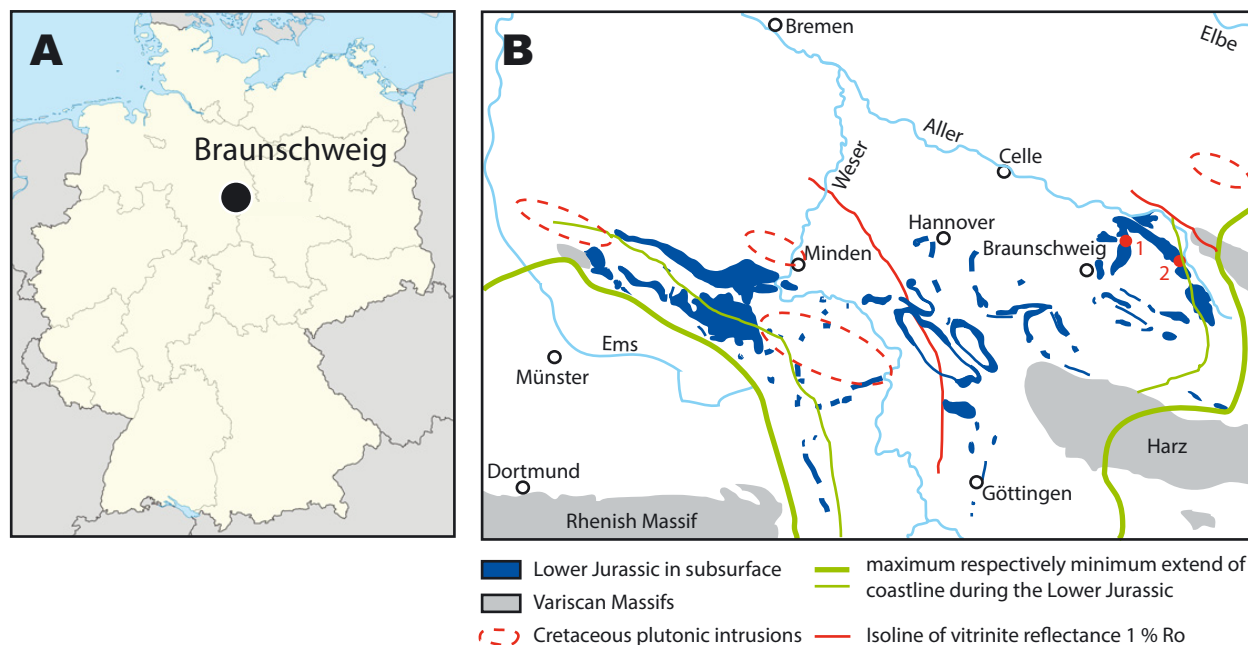 A
Braunschweig
B
Bremen
Elbe
Aller
Weser
Celle
Hannover
Braunschweig
1
Minden
2
Ems
Münster
Harz
Dortmund
Göttingen
Rhenish Massif
Lower Jurassic in subsurface
Variscan Massifs
Cretaceous plutonic intrusions
maximum respectively minimum extend of
coastline during the Lower Jurassic
Isoline of vitrinite reflectance 1 % Ro